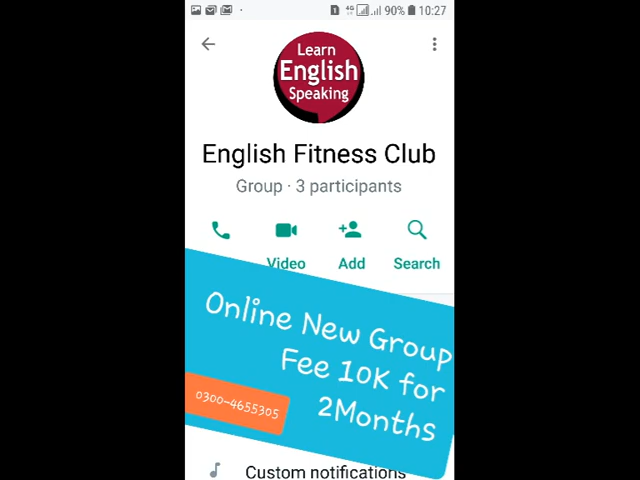 90% 10:27
Learn
English
Speaking
English Fitness Club
Group · 3 participants
Video Add Search
Online New Group
Fee 10K for
2Months
0300-4655305
Custom notifications